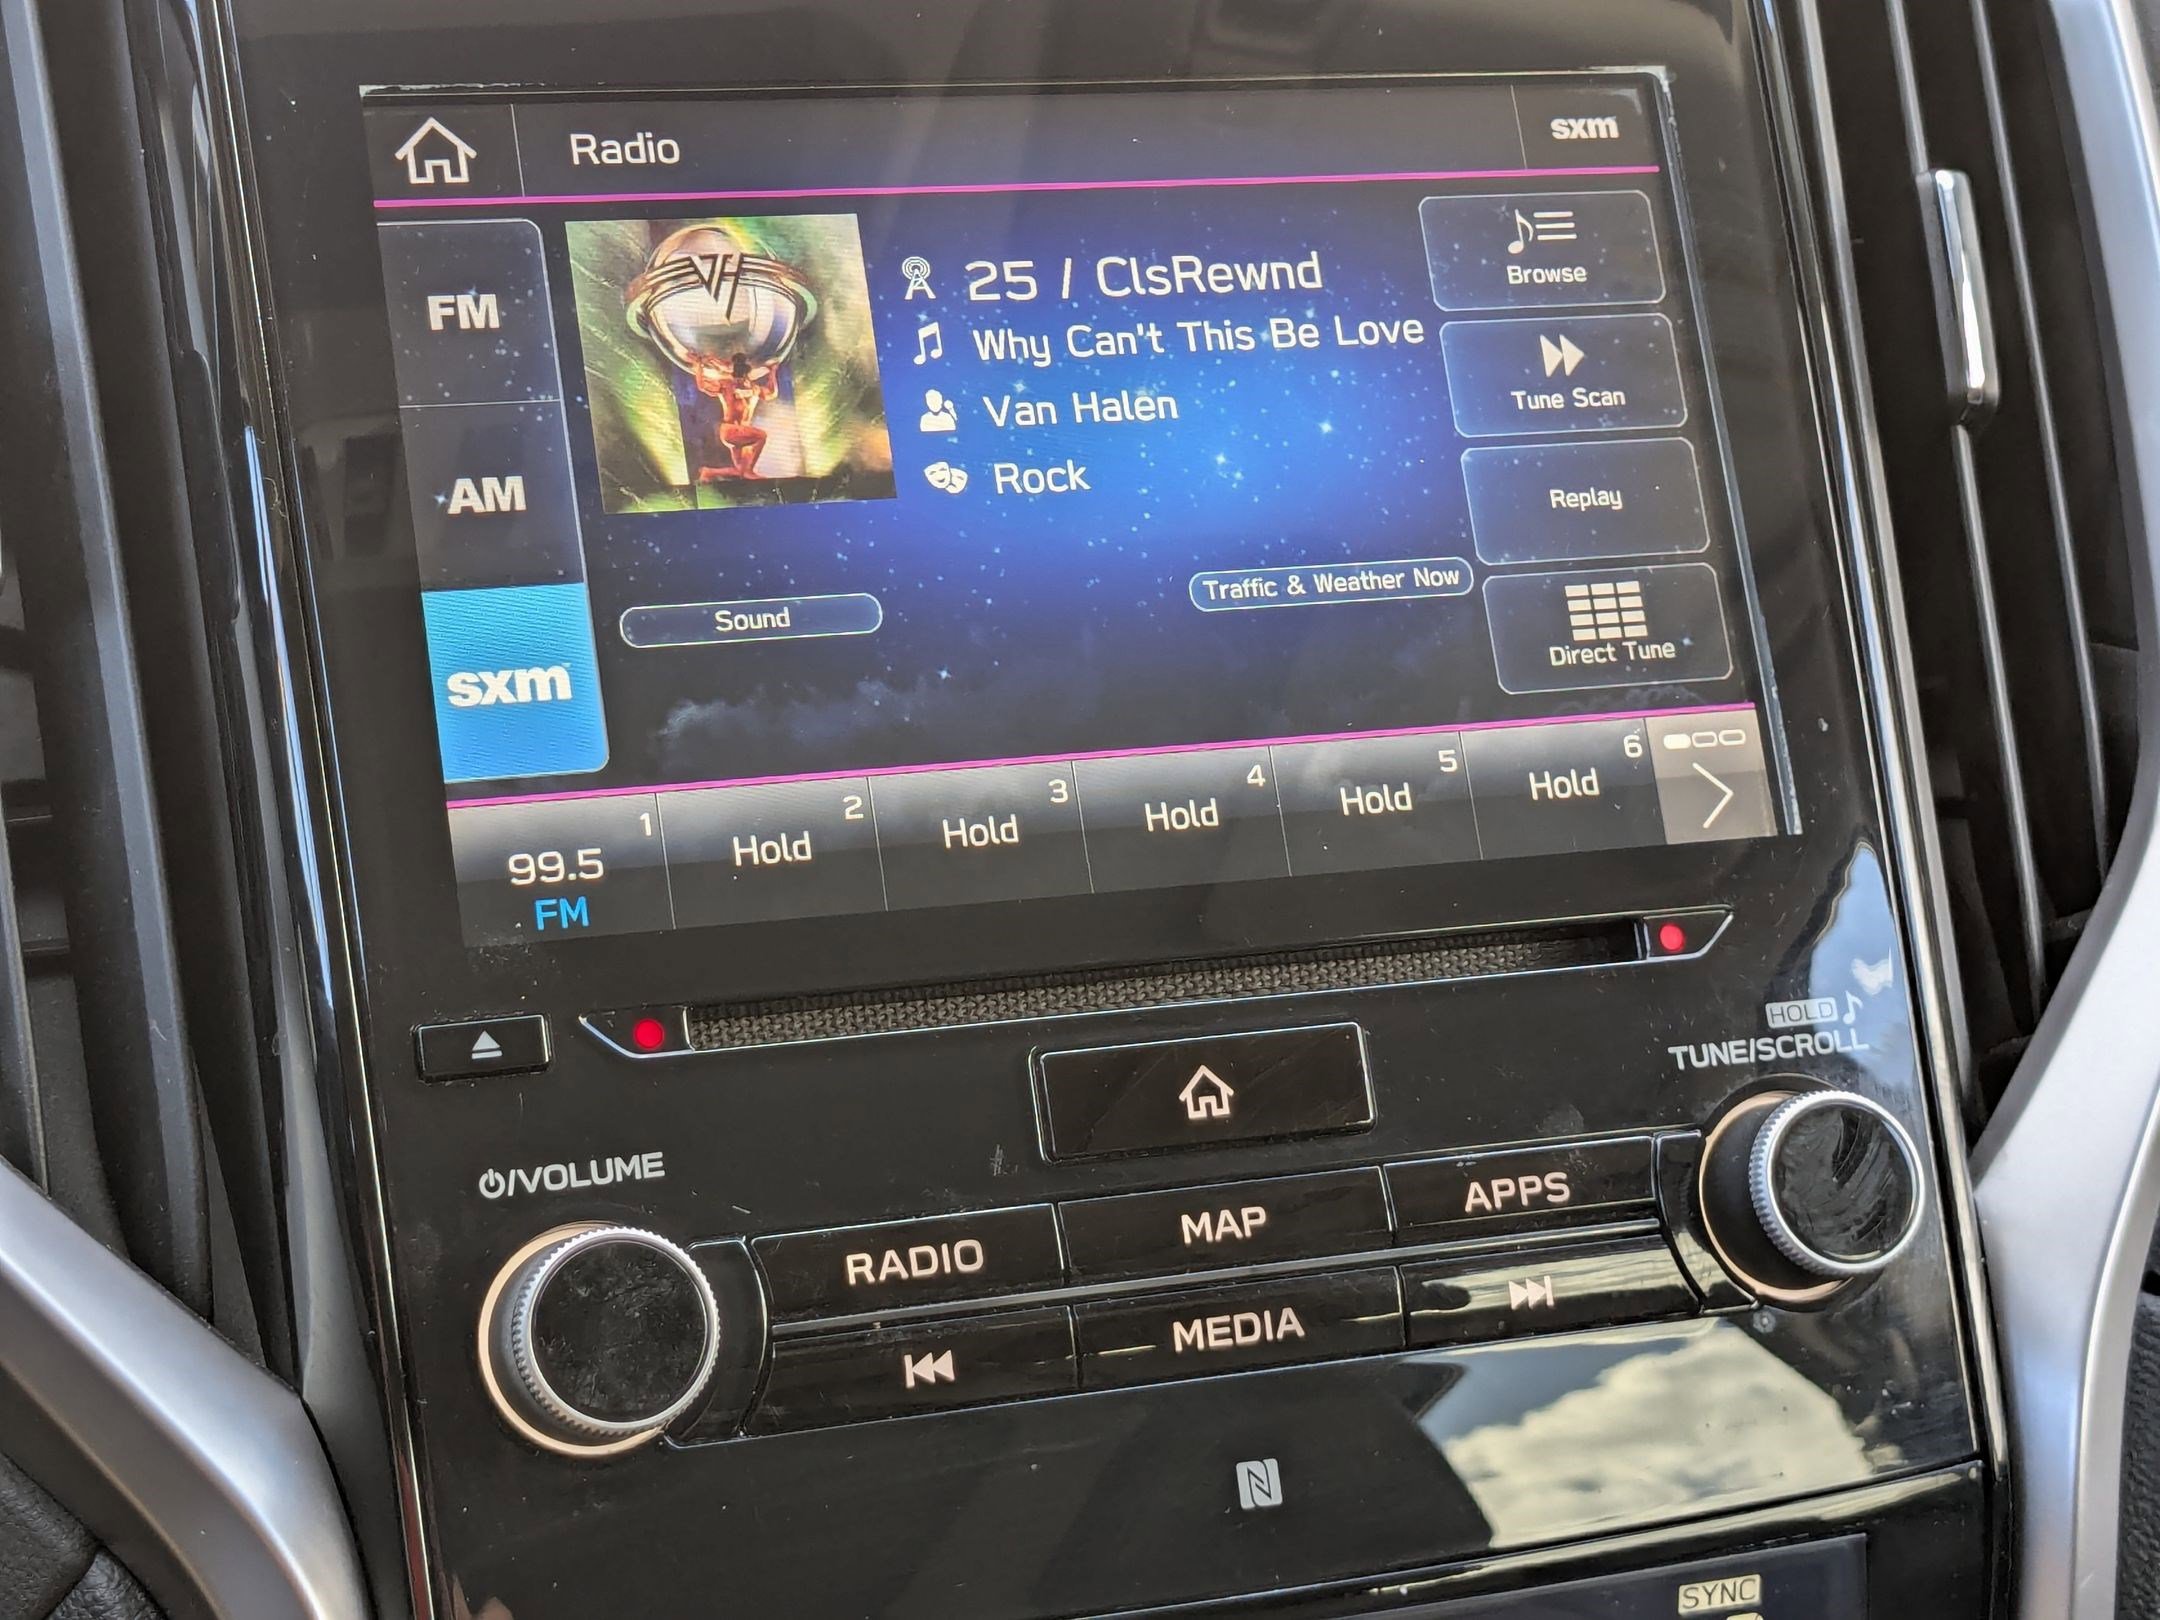 Radio
sxm
FM
AM
sxm
VH
25 / ClsRewnd
Why Can't This Be Love
Van Halen
Rock
Browse
Tune Scan
Replay
Direct Tune
Sound
Traffic & Weather Now
1
99.5
FM
2
Hold
3
Hold
4
Hold
5
Hold
6
Hold
HOLD
TUNE/SCROLL
/VOLUME
RADIO
MAP
APPS
MEDIA
N
SYNC